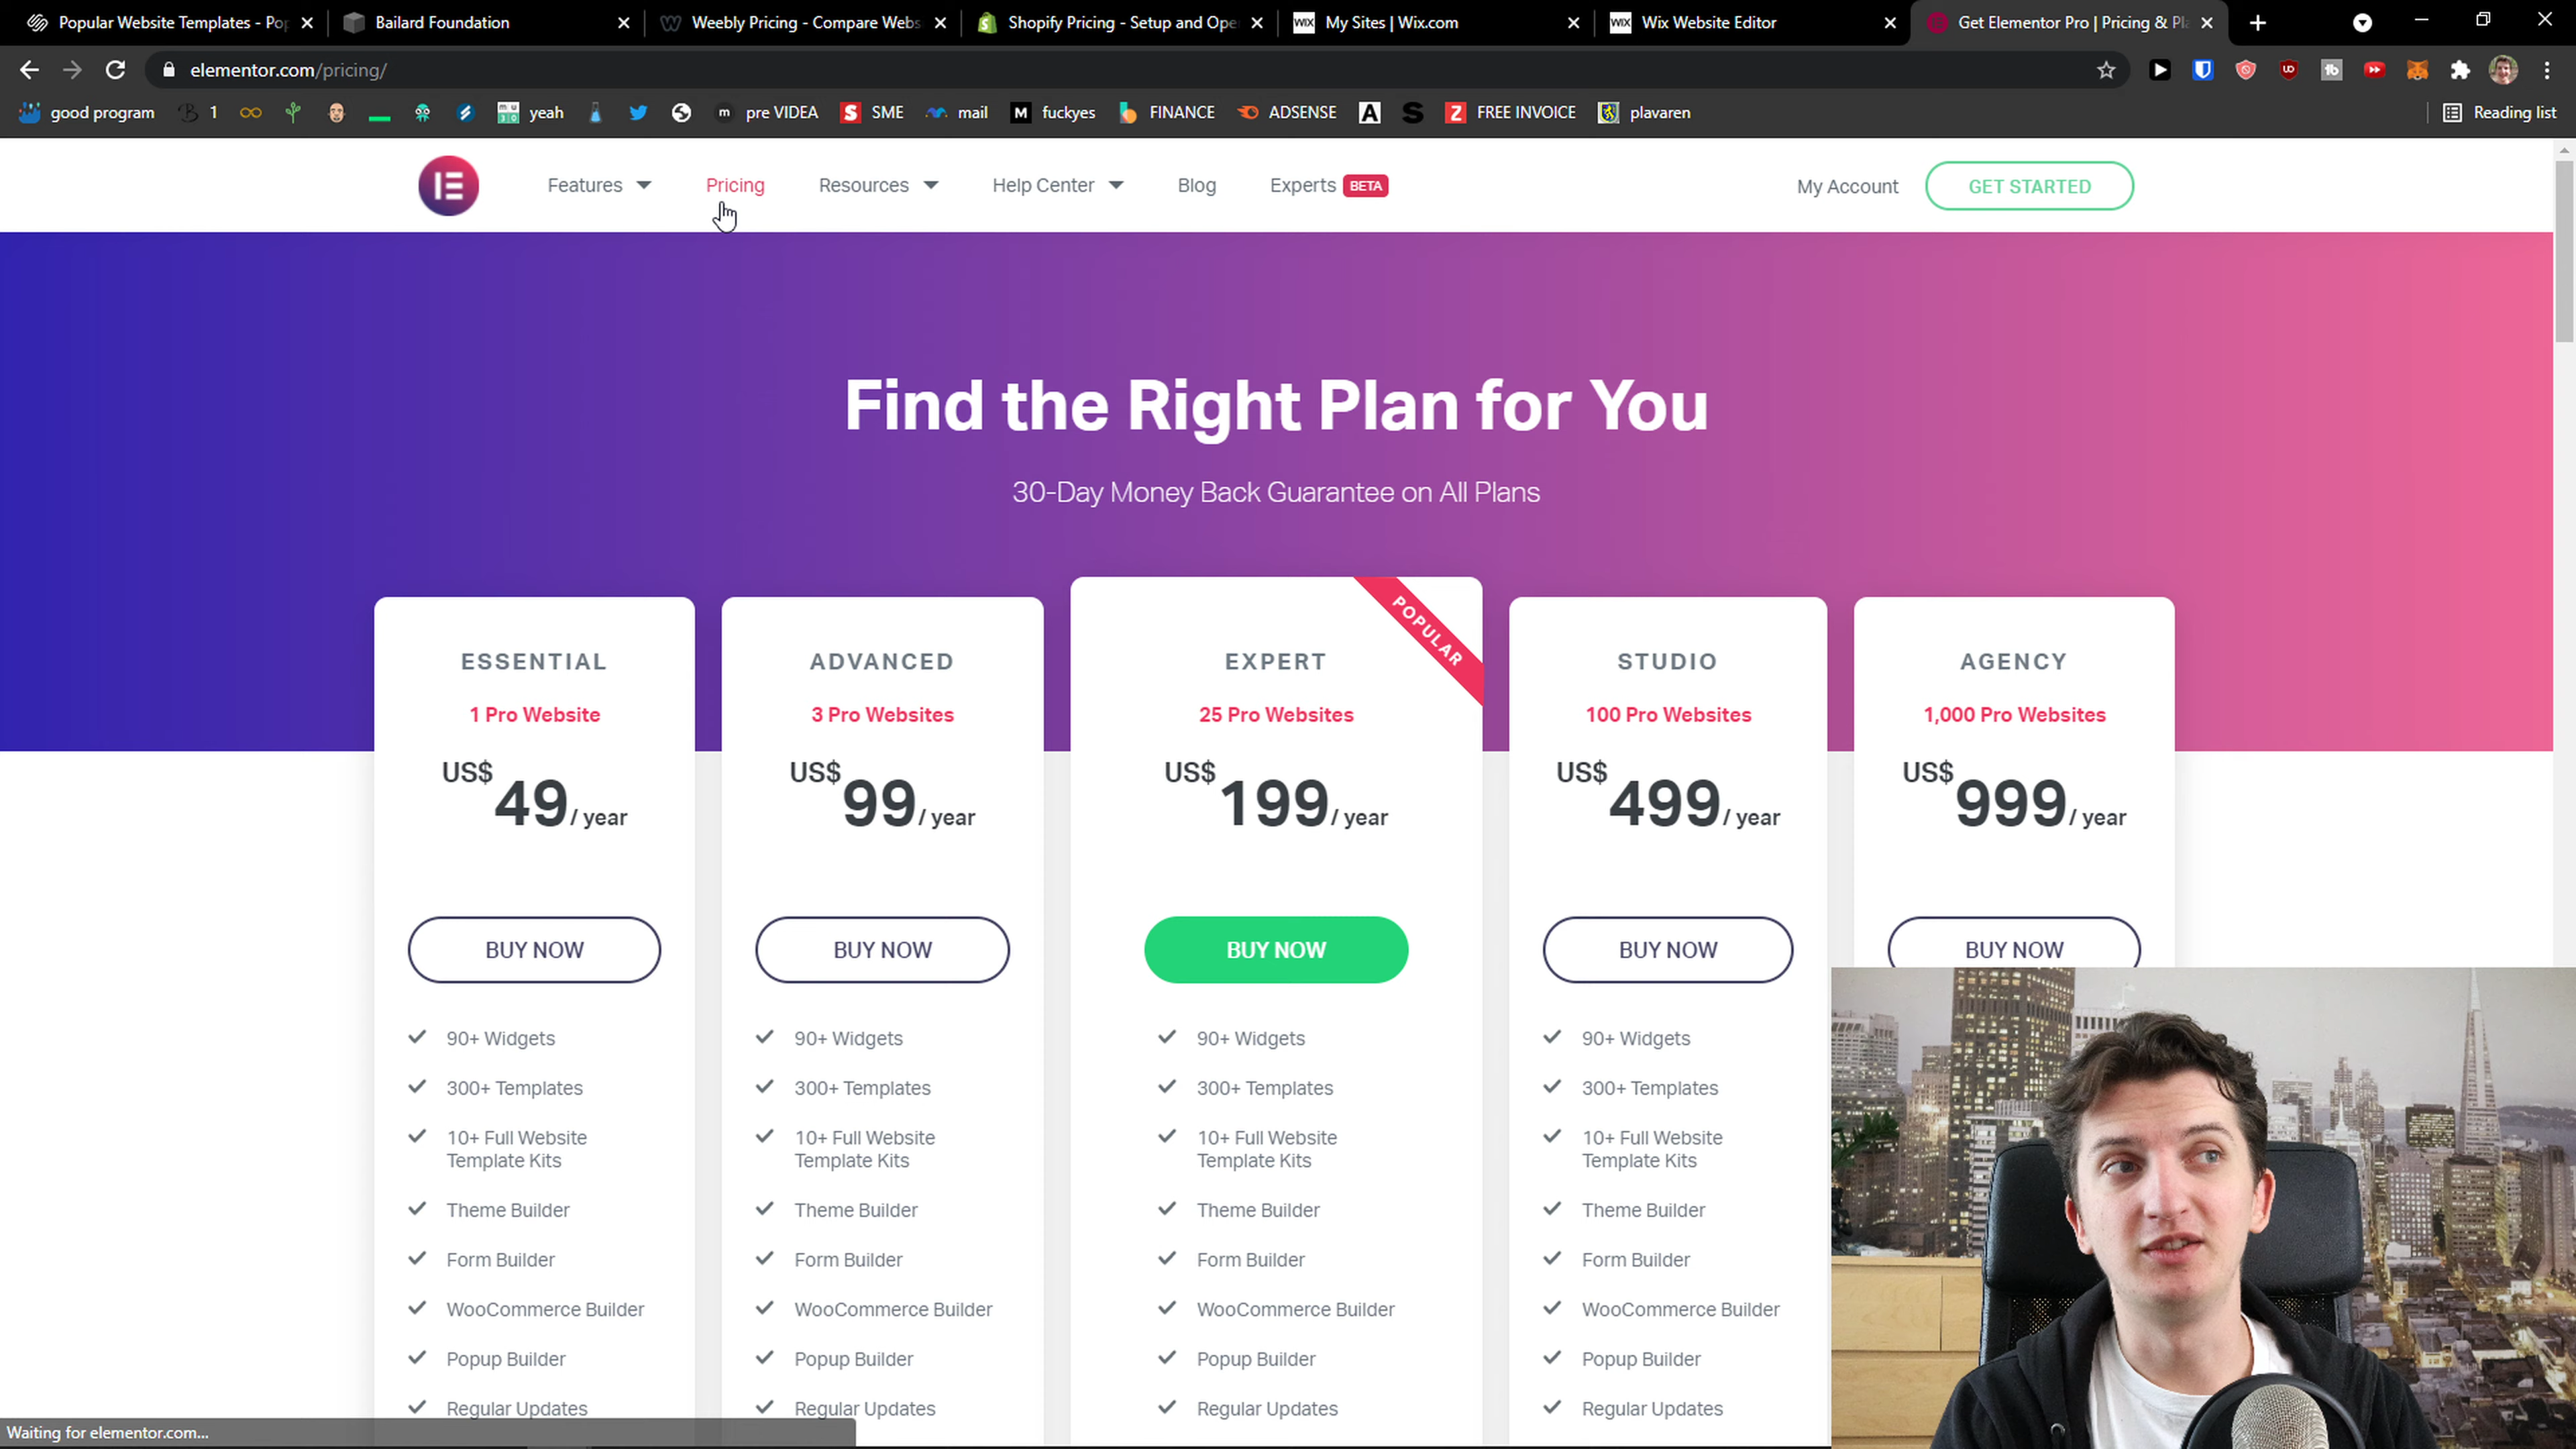 Popular Website Templates - Pop
Bailard Foundation
Weebly Pricing - Compare Webs
Shopify Pricing - Setup and Ope
WIX My Sites | Wix.com
WIX Wix Website Editor
Get Elementor Pro | Pricing & Pl
elementor.com/pricing/
good program
1
yeah
m pre VIDEA
S SME
mail
M fuckyes
FINANCE
ADSENSE
A
S
Z FREE INVOICE
plavaren
Reading list
Features
Pricing
Resources
Help Center
Blog
Experts BETA
My Account
GET STARTED
Find the Right Plan for You
30-Day Money Back Guarantee on All Plans
ESSENTIAL
1 Pro Website
US$ 49 / year
BUY NOW
90+ Widgets
300+ Templates
10+ Full Website
Template Kits
Theme Builder
Form Builder
WooCommerce Builder
Popup Builder
Regular Updates
ADVANCED
3 Pro Websites
US$ 99 / year
BUY NOW
90+ Widgets
300+ Templates
10+ Full Website
Template Kits
Theme Builder
Form Builder
WooCommerce Builder
Popup Builder
Regular Updates
POPULAR
EXPERT
25 Pro Websites
US$ 199 / year
BUY NOW
90+ Widgets
300+ Templates
10+ Full Website
Template Kits
Theme Builder
Form Builder
WooCommerce Builder
Popup Builder
Regular Updates
STUDIO
100 Pro Websites
US$ 499 / year
BUY NOW
90+ Widgets
300+ Templates
10+ Full Website
Template Kits
Theme Builder
Form Builder
WooCommerce Builder
Popup Builder
Regular Updates
AGENCY
1,000 Pro Websites
US$ 999 / year
BUY NOW
Waiting for elementor.com...